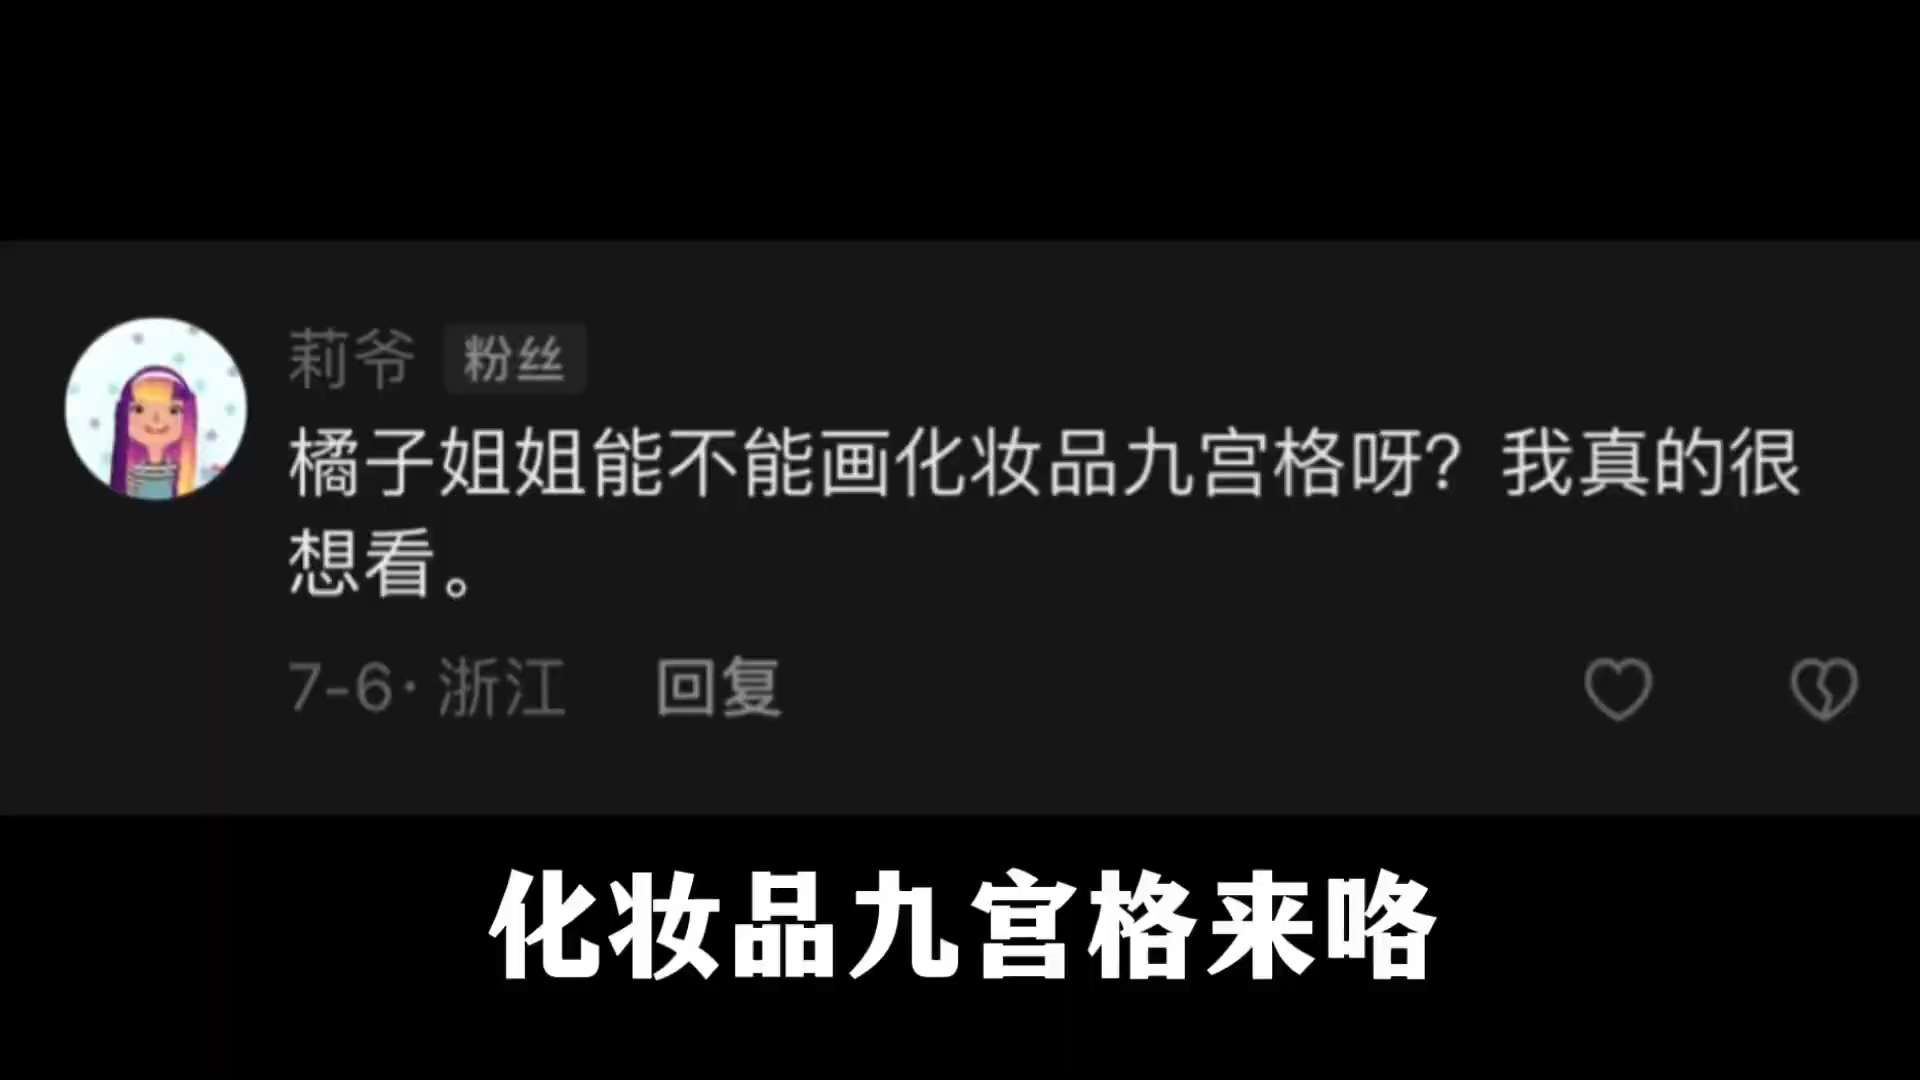 莉爷 粉丝
橘子姐姐能不能画化妆品九宫格呀？我真的很
想看。
7-6·浙江 回复
化妆品九宫格来咯